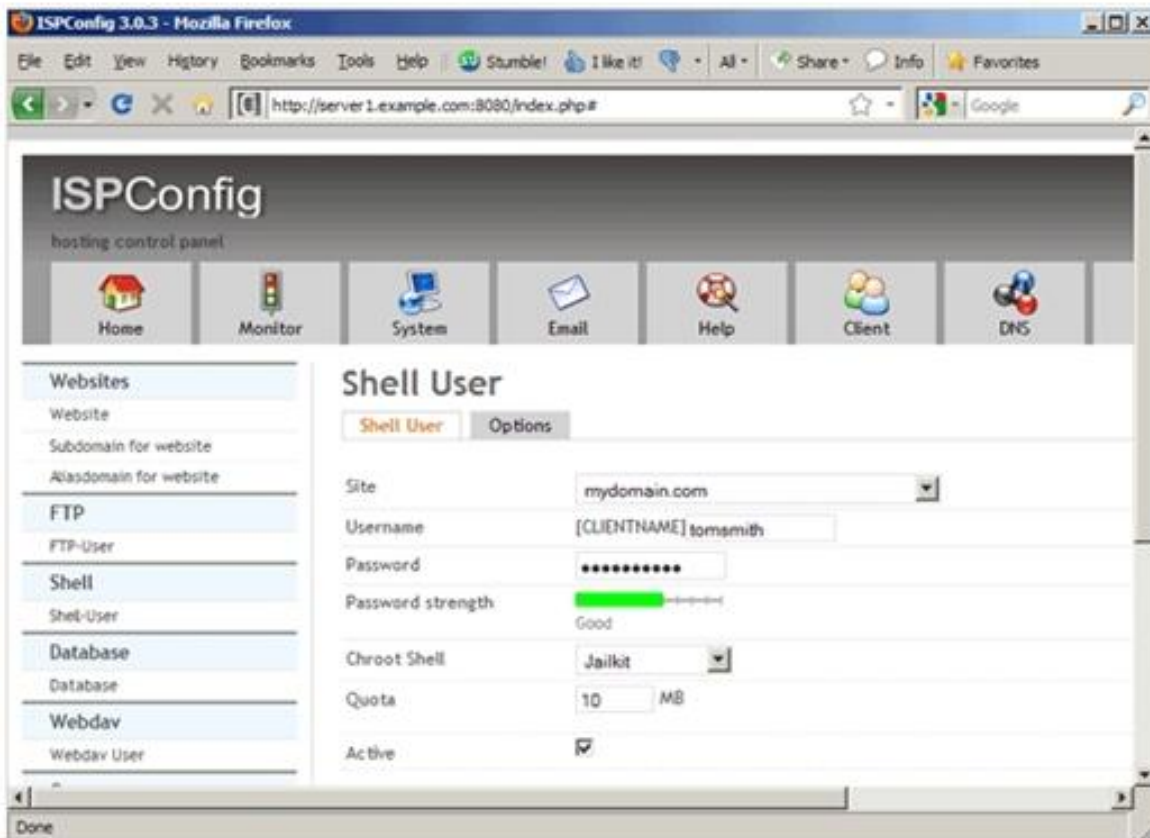 ISPConfig 3.0.3 - Mozilla Firefox
File Edit View History Bookmarks Tools Help Stumble! I like it! All Share Info Favorites
http://server1.example.com:8080/index.php# Google
ISPConfig
hosting control panel
Home Monitor System Email Help Client DNS
Websites
Website
Subdomain for website
Aliasdomain for website
FTP
FTP-User
Shell
Shell-User
Database
Database
Webdav
Webdav User
Shell User
Shell User Options
Site mydomain.com
Username [CLIENTNAME] tomsmith
Password ••••••••••
Password strength
Good
Chroot Shell Jailkit
Quota 10 MB
Active
Done